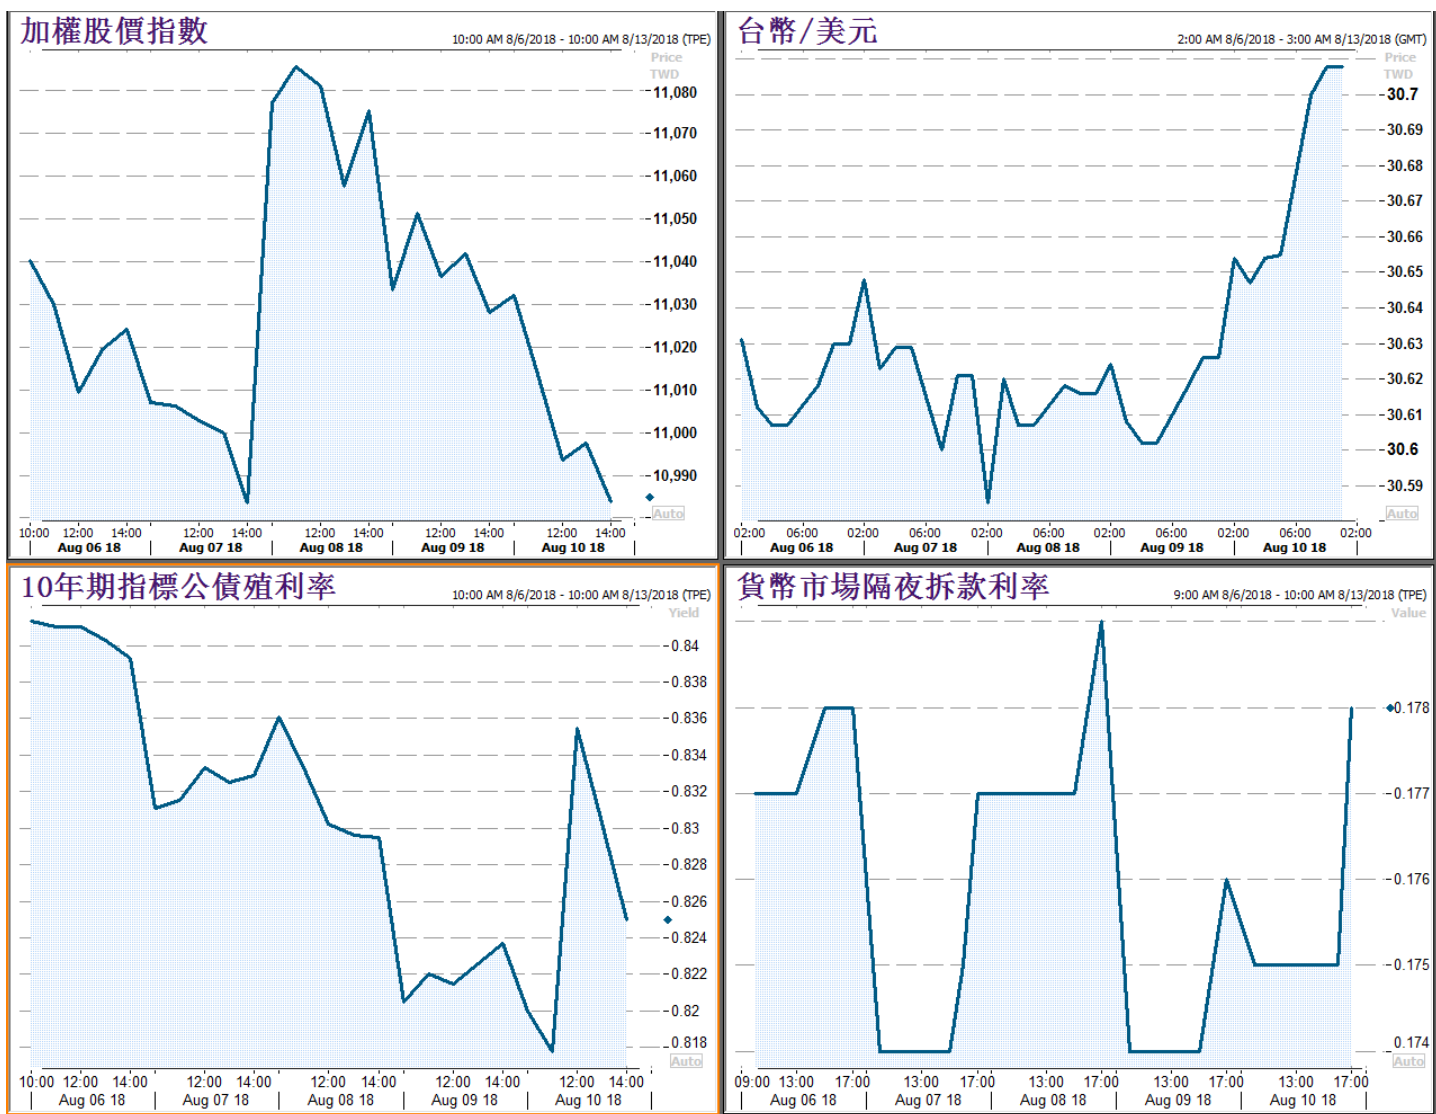 加權股價指數
10:00 AM 8/6/2018 - 10:00 AM 8/13/2018 (TPE)
Price
TWD
11,080
11,070
11,060
11,050
11,040
11,030
11,020
11,010
11,000
10,990
Auto
10:00 12:00 14:00 12:00 14:00 12:00 14:00 12:00 14:00 12:00 14:00
Aug 06 18 Aug 07 18 Aug 08 18 Aug 09 18 Aug 10 18
台幣/美元
2:00 AM 8/6/2018 - 3:00 AM 8/13/2018 (GMT)
Price
TWD
30.7
30.69
30.68
30.67
30.66
30.65
30.64
30.63
30.62
30.61
30.6
30.59
Auto
02:00 06:00 02:00 06:00 02:00 06:00 02:00 06:00 02:00 06:00 02:00
Aug 06 18 Aug 07 18 Aug 08 18 Aug 09 18 Aug 10 18
10年期指標公債殖利率
10:00 AM 8/6/2018 - 10:00 AM 8/13/2018 (TPE)
Yield
0.84
0.838
0.836
0.834
0.832
0.83
0.828
0.826
0.824
0.822
0.82
0.818
Auto
10:00 12:00 14:00 12:00 14:00 12:00 14:00 12:00 14:00 12:00 14:00
Aug 06 18 Aug 07 18 Aug 08 18 Aug 09 18 Aug 10 18
貨幣市場隔夜拆款利率
9:00 AM 8/6/2018 - 10:00 AM 8/13/2018 (TPE)
Value
0.178
0.177
0.176
0.175
0.174
Auto
09:00 13:00 17:00 13:00 17:00 13:00 17:00 13:00 17:00 13:00 17:00
Aug 06 18 Aug 07 18 Aug 08 18 Aug 09 18 Aug 10 18